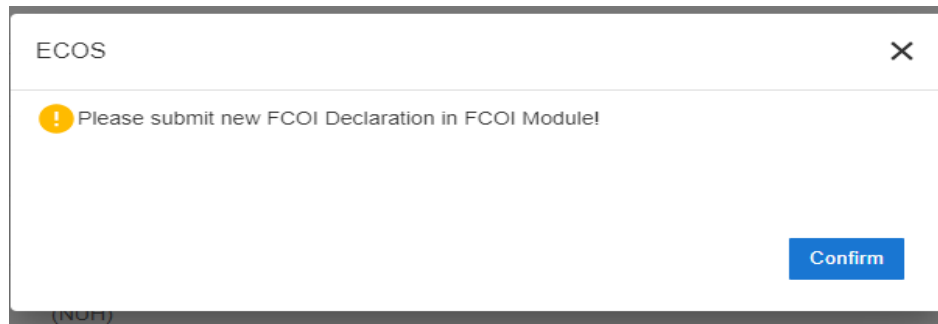 ECOS
Please submit new FCOI Declaration in FCOI Module!
Confirm
(NUH)